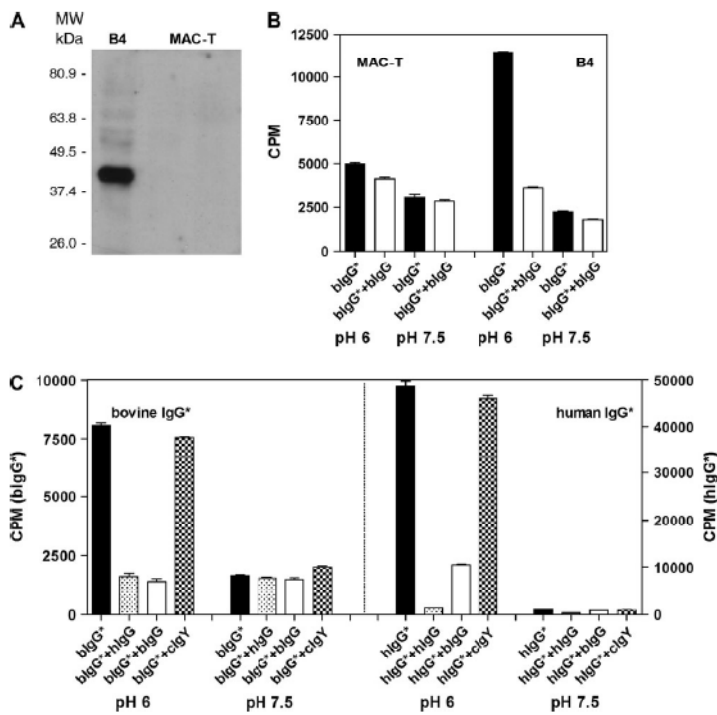 A
MW
kDa
B4 MAC-T
80.9 -
63.8 -
49.5 -
37.4 -
26.0 -
B
12500
10000
7500
5000
2500
0
CPM
MAC-T B4
bIgG* bIgG*+bIgG bIgG* bIgG*+bIgG bIgG* bIgG*+bIgG bIgG* bIgG*+bIgG
pH 6 pH 7.5 pH 6 pH 7.5
C
10000
7500
5000
2500
0
CPM (bIgG*)
bovine IgG* human IgG*
50000
40000
30000
20000
10000
0
CPM (hIgG*)
bIgG* bIgG*+hIgG bIgG*+bIgG bIgG*+cIgY bIgG* bIgG*+hIgG bIgG*+bIgG bIgG*+cIgY hIgG* hIgG*+hIgG hIgG*+bIgG hIgG*+cIgY hIgG* hIgG*+hIgG hIgG*+bIgG hIgG*+cIgY
pH 6 pH 7.5 pH 6 pH 7.5